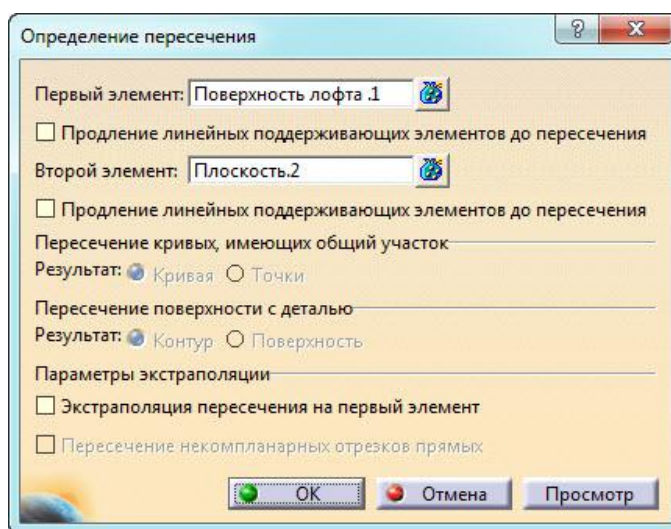 Определение пересечения
Первый элемент: Поверхность лофта .1
Продление линейных поддерживающих элементов до пересечения
Второй элемент: Плоскость.2
Продление линейных поддерживающих элементов до пересечения
Пересечение кривых, имеющих общий участок
Результат: Кривая Точки
Пересечение поверхности с деталью
Результат: Контур Поверхность
Параметры экстраполяции
Экстраполяция пересечения на первый элемент
Пересечение некомпланарных отрезков прямых
ОК Отмена Просмотр